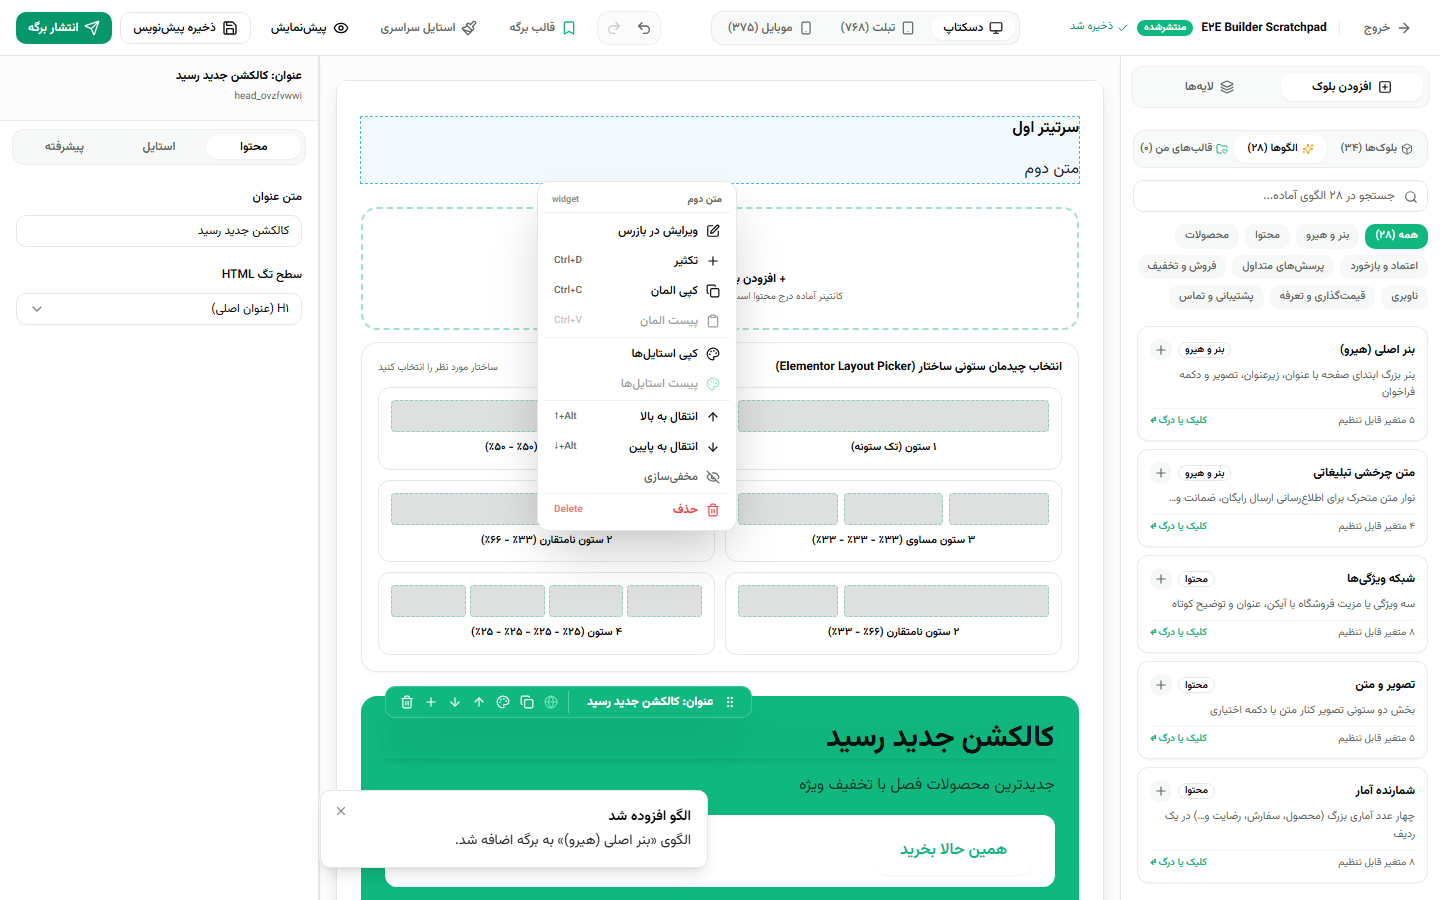 خروج
E2E Builder Scratchpad
منتشرشده
ذخیره شد
دسکتاپ
تبلت (۷۶۸)
موبایل (۳۷۵)
قالب برگه
استایل سراسری
پیش‌نمایش
ذخیره پیش‌نویس
انتشار برگه
افزودن بلوک
لایه‌ها
بلوک‌ها (۳۴)
الگوها (۲۸)
قالب‌های من (۰)
جستجو در ۲۸ الگوی آماده...
همه (۲۸)
بنر و هیرو
محتوا
محصولات
اعتماد و بازخورد
پرسش‌های متداول
فروش و تخفیف
ناوبری
قیمت‌گذاری و تعرفه
پشتیبانی و تماس
بنر اصلی (هیرو)
بنر و هیرو
بنر بزرگ ابتدای صفحه با عنوان، زیرعنوان، تصویر و دکمه
فراخوان
۵ متغیر قابل تنظیم
کلیک یا درگ
متن چرخشی تبلیغاتی
بنر و هیرو
نوار متن متحرک برای اطلاع‌رسانی ارسال رایگان، ضمانت و…
۴ متغیر قابل تنظیم
کلیک یا درگ
شبکه ویژگی‌ها
محتوا
سه ویژگی یا مزیت فروشگاه با آیکن، عنوان و توضیح کوتاه
۸ متغیر قابل تنظیم
کلیک یا درگ
تصویر و متن
محتوا
بخش دو ستونی تصویر کنار متن با دکمه اختیاری
۵ متغیر قابل تنظیم
کلیک یا درگ
شمارنده آمار
محتوا
چهار عدد آماری بزرگ (محصول، سفارش، رضایت و…) در یک
ردیف
۸ متغیر قابل تنظیم
کلیک یا درگ
سرتیتر اول
متن دوم
+ افزودن
کانتینر آماده درج محتوا
انتخاب چیدمان ستونی ساختار (Elementor Layout Picker)
ساختار مورد نظر را انتخاب کنید
۱ ستون (تک ستونه)
(۵۰٪ - ۵۰٪)
۳ ستون مساوی (۳۳٪ - ۳۳٪ - ۳۳٪)
۲ ستون نامتقارن (۳۳٪ - ۶۶٪)
۲ ستون نامتقارن (۶۶٪ - ۳۳٪)
۴ ستون (۲۵٪ - ۲۵٪ - ۲۵٪ - ۲۵٪)
متن دوم
widget
ویرایش در بازرس
تکثیر
Ctrl+D
کپی المان
Ctrl+C
پیست المان
Ctrl+V
کپی استایل‌ها
پیست استایل‌ها
انتقال به بالا
Alt+↑
انتقال به پایین
Alt+↓
مخفی‌سازی
حذف
Delete
عنوان: کالکشن جدید رسید
کالکشن جدید رسید
جدیدترین محصولات فصل با تخفیف ویژه
همین حالا بخرید
الگو افزوده شد
الگوی «بنر اصلی (هیرو)» به برگه اضافه شد.
عنوان: کالکشن جدید رسید
head_ovzfvwwi
محتوا
استایل
پیشرفته
متن عنوان
کالکشن جدید رسید
سطح تگ HTML
H1 (عنوان اصلی)